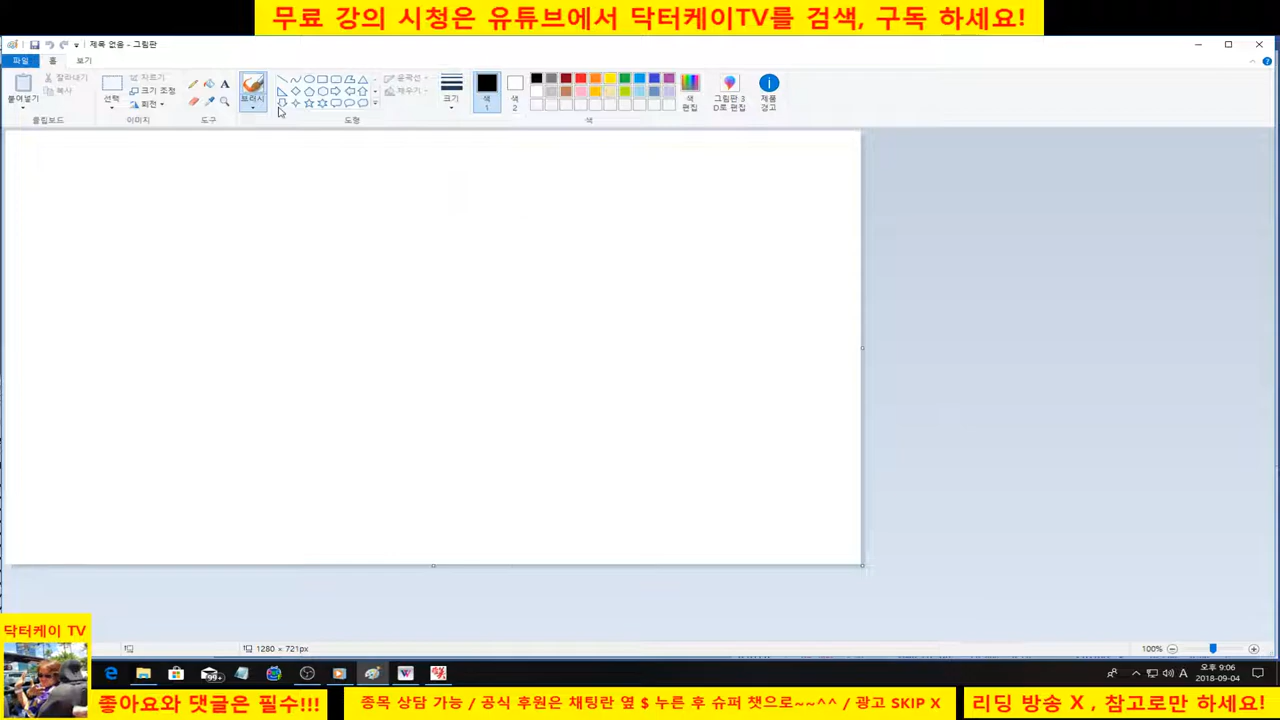 무료 강의 시청은 유튜브에서 닥터케이TV를 검색, 구독 하세요!
제목 없음 - 그림판
파일 홈 보기
붙여넣기
잘라내기
복사
클립보드
선택
자르기
크기 조정
회전
이미지
A
도구
브러시
윤곽선
채우기
도형
크기
색 1
색 2
색 편집
그림판 3D로 편집
제품 경고
색
1280 × 721px
100%
닥터케이 TV
99+
A
오후 9:06
2018-09-04
좋아요와 댓글은 필수!!!
종목 상담 가능 / 공식 후원은 채팅란 옆 $ 누른 후 슈퍼 챗으로~~^^ / 광고 SKIP X
리딩 방송 X , 참고로만 하세요!